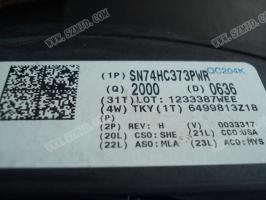 (1P) SN74HC373PWR
QC204K
(Q) 2000 (D) 0636
(31T) LOT: 1233387WEE
(4W) TKY(1T) 6499813Z18
(P)
(2P) REV: H (V) 0033317
(20L) CSO: SHE (21L) CCO:USA
(22L) ASO: MLA (23L) ACO: MYS